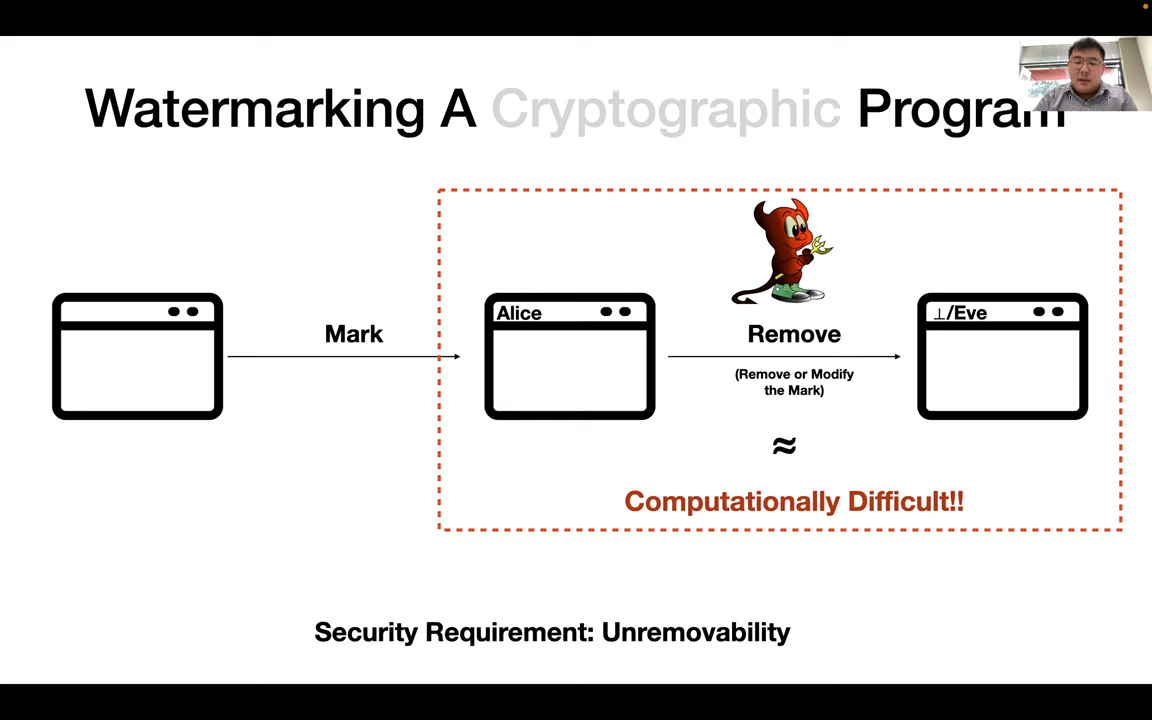 Watermarking A Cryptographic Program
Mark
Alice
Remove
(Remove or Modify
the Mark)
⊥/Eve
≈
Computationally Difficult!!
Security Requirement: Unremovability